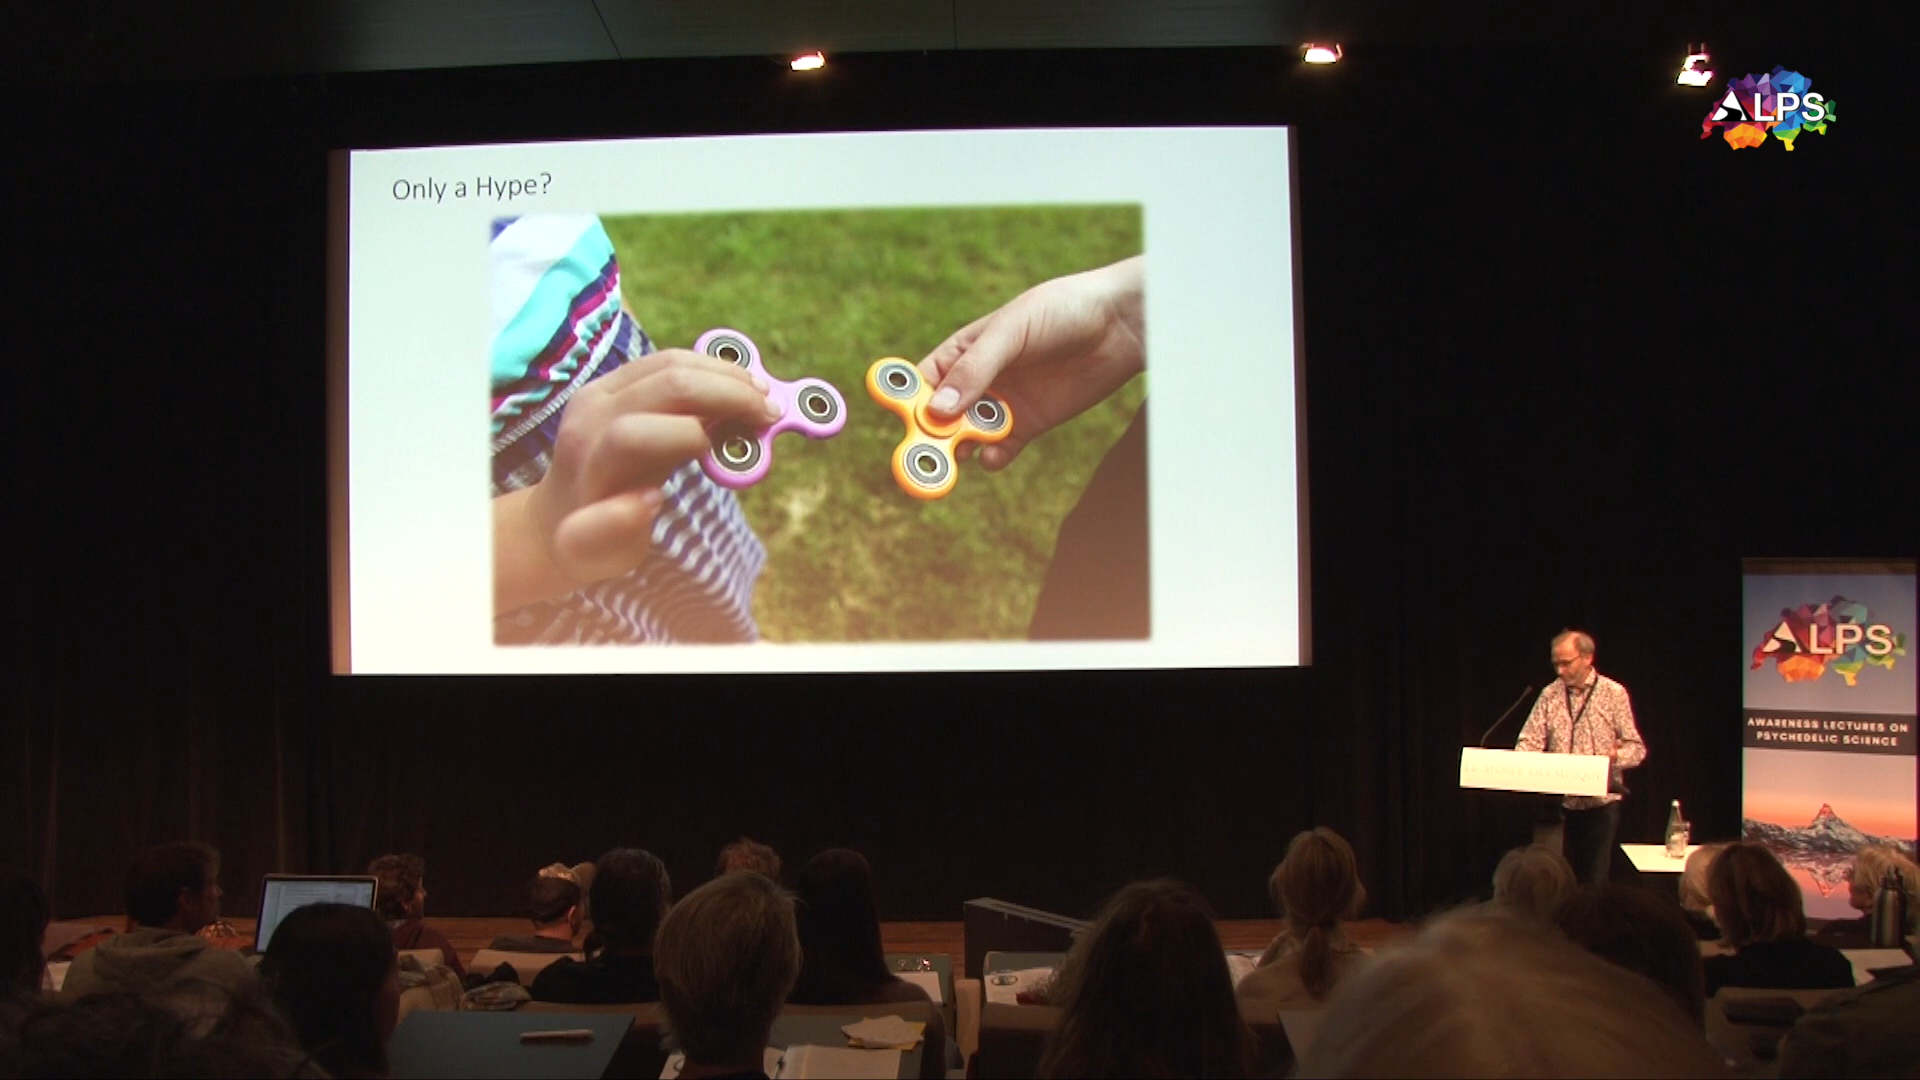 ALPS
Only a Hype?
ALPS
AWARENESS LECTURES ON
PSYCHEDELIC SCIENCE